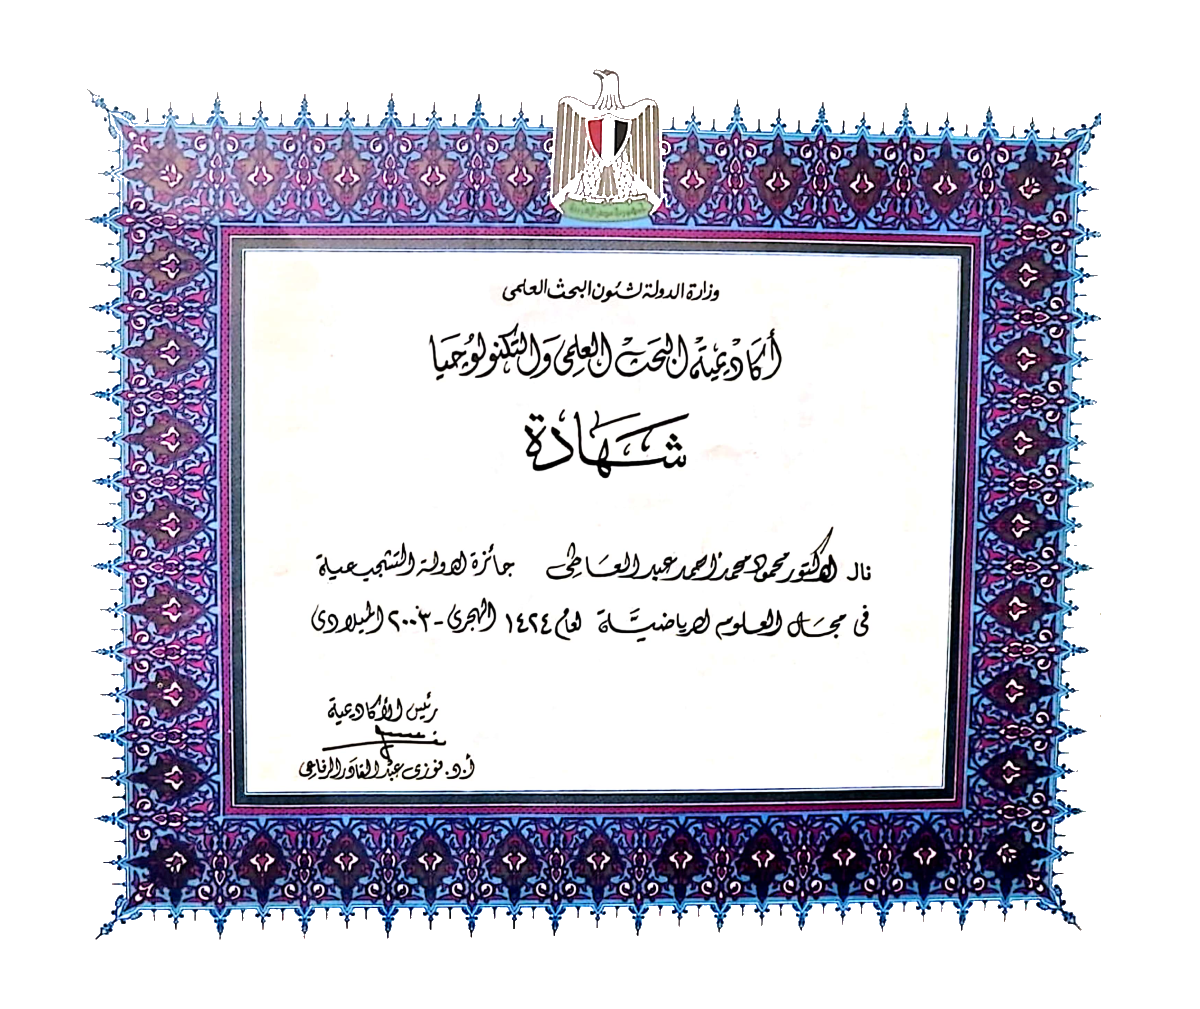 جمهورية مصر العربية
وزارة الدولة لشئون البحث العلمى
أكاديمية البحث العلمى والتكنولوجيا
شهادة
نال الدكتور محمود محمد أحمد عبد العاطى جائزة الدولة التشجيعية
فى مجال العلوم الرياضية لعام ١٤٢٤ الهجرى - ٢٠٠٣ الميلادى
رئيس الأكاديمية
أ.د. فوزى عبد القادر الرفاعى